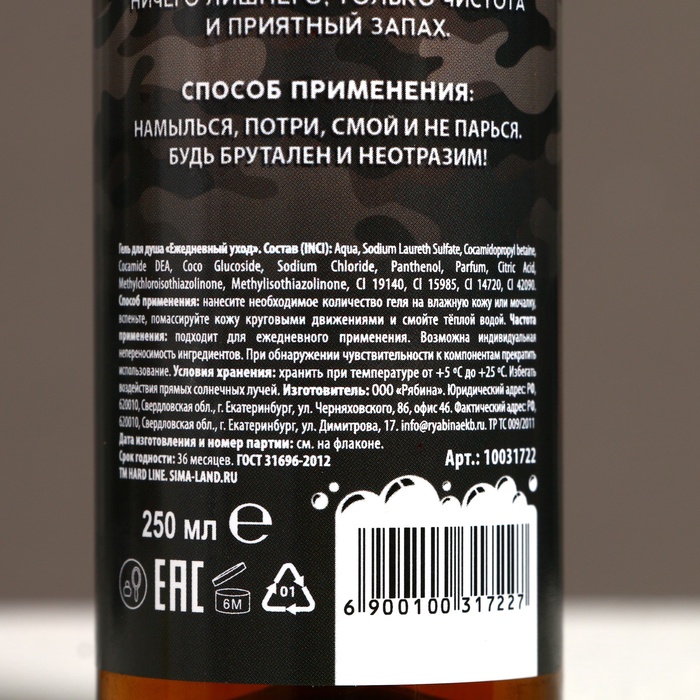 НИЧЕГО ЛИШНЕГО, ТОЛЬКО ЧИСТОТА
И ПРИЯТНЫЙ ЗАПАХ.
СПОСОБ ПРИМЕНЕНИЯ:
НАМЫЛЬСЯ, ПОТРИ, СМОЙ И НЕ ПАРЬСЯ.
БУДЬ БРУТАЛЕН И НЕОТРАЗИМ!
Гель для душа «Ежедневный уход». Состав (INCI): Aqua, Sodium Laureth Sulfate, Cocamidopropyl betaine,
Cocamide DEA, Coco Glucoside, Sodium Chloride, Panthenol, Parfum, Citric Acid,
Methylchloroisothiazolinone, Methylisothiazolinone, CI 19140, CI 15985, CI 14720, CI 42090.
Способ применения: нанесите необходимое количество геля на влажную кожу или мочалку,
вспеньте, помассируйте кожу круговыми движениями и смойте тёплой водой. Частота
применения: подходит для ежедневного применения. Возможна индивидуальная
непереносимость ингредиентов. При обнаружении чувствительности к компонентам прекратить
использование. Условия хранения: хранить при температуре от +5 ºС до +25 ºС. Избегать
воздействия прямых солнечных лучей. Изготовитель: ООО «Рябина». Юридический адрес: РФ,
620010, Свердловская обл., г. Екатеринбург, ул. Черняховского, 86, офис 46. Фактический адрес: РФ,
620010, Свердловская обл., г. Екатеринбург, ул. Димитрова, 17. info@ryabinaekb.ru ТР ТС 009/2011
Дата изготовления и номер партии: см. на флаконе.
Срок годности: 36 месяцев. ГОСТ 31696-2012
Арт.: 10031722
TM HARD LINE. SIMA-LAND.RU
250 мл ℮
EAC
6M
01
6 900100 317227